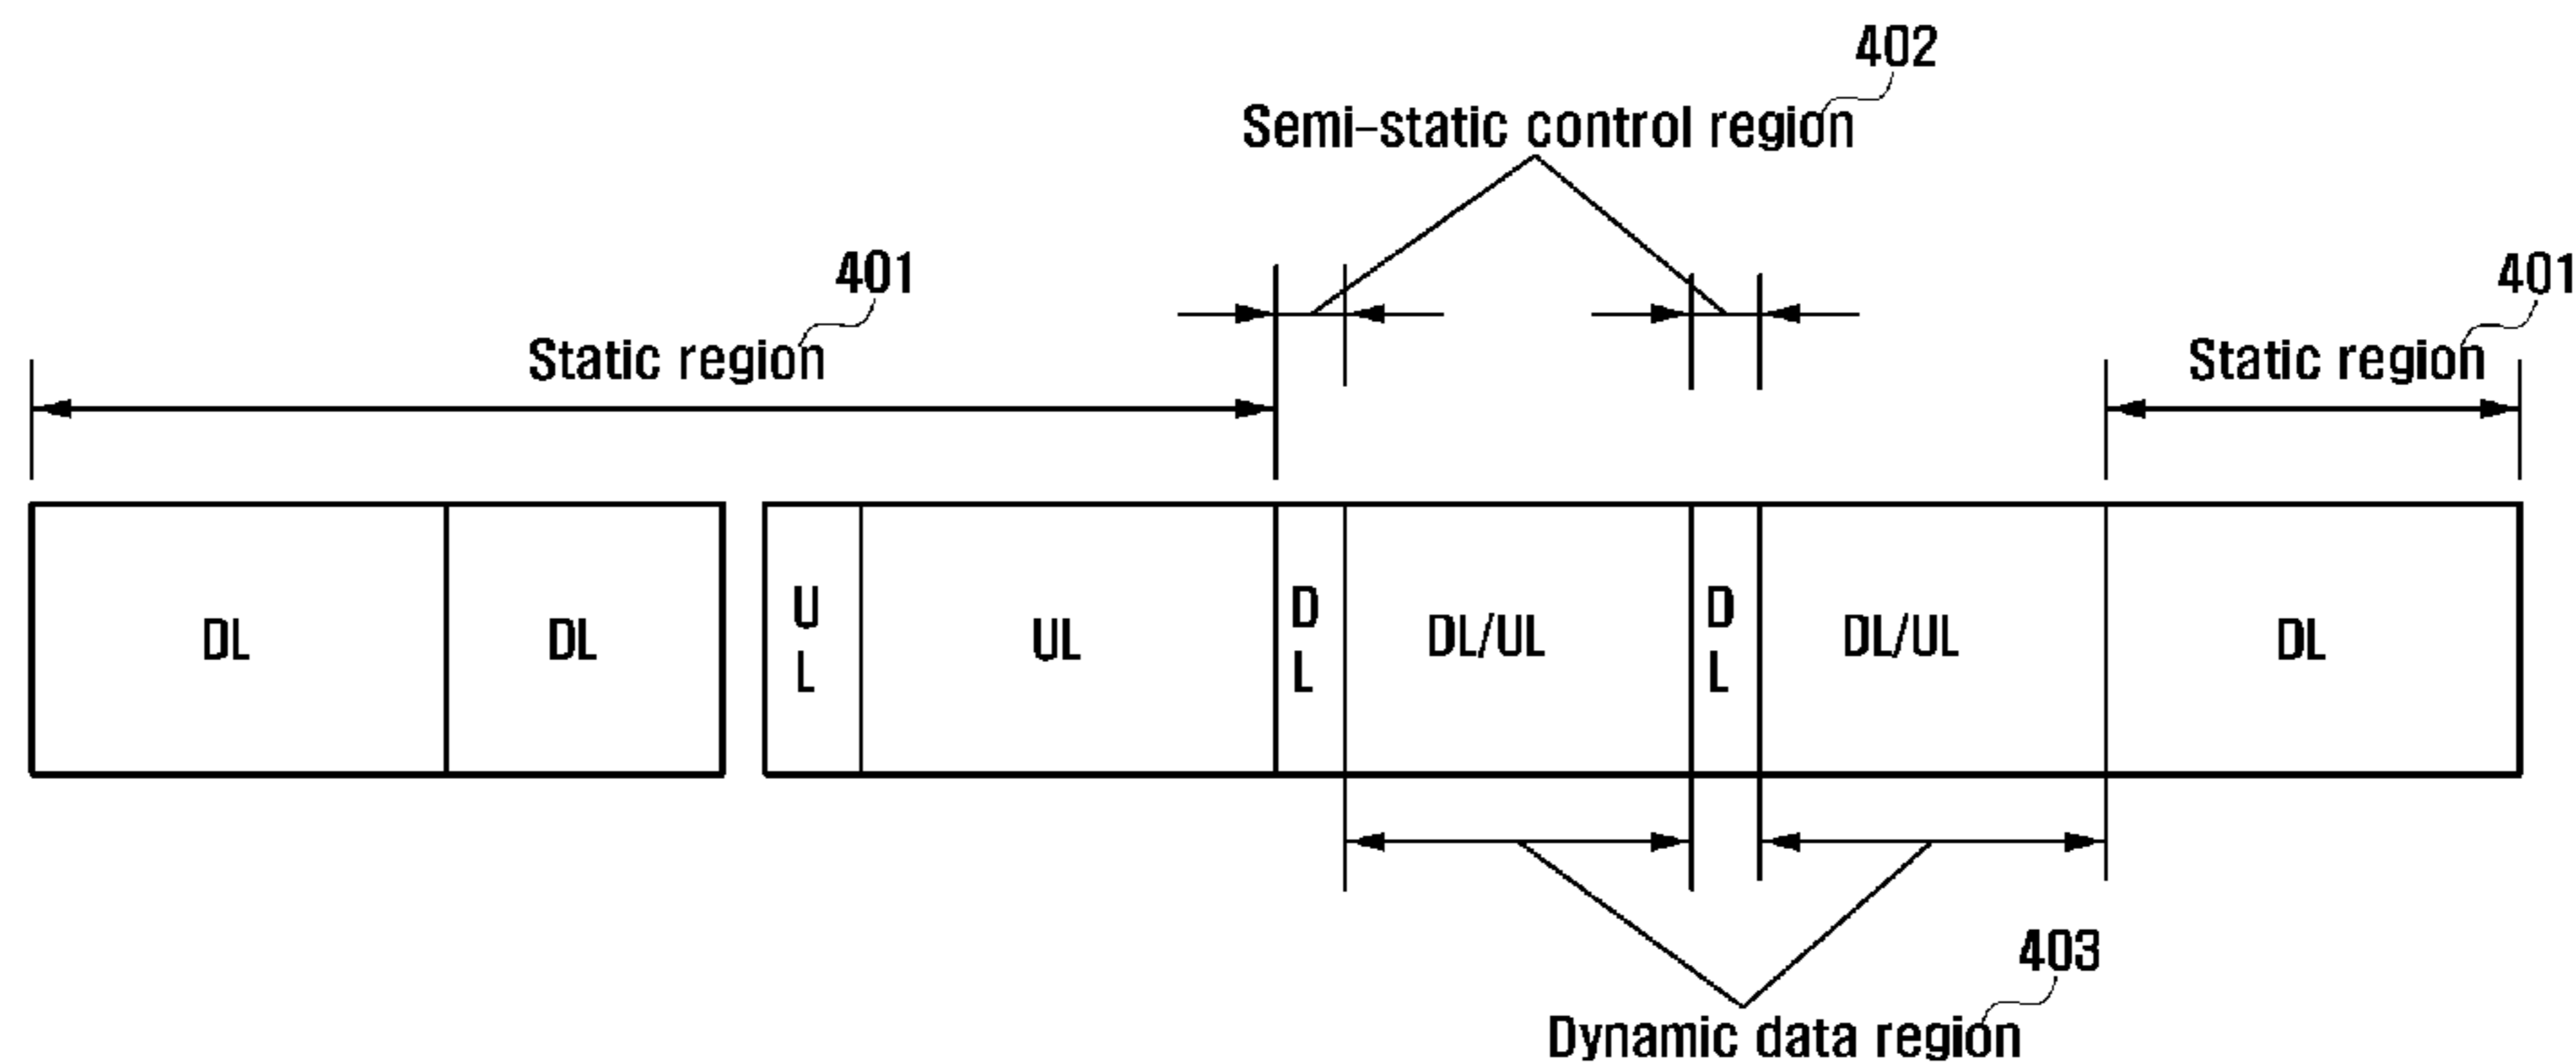 402
Semi-static control region
401
Static region
401
Static region
DL
DL
U
L
UL
D
L
DL/UL
D
L
DL/UL
DL
403
Dynamic data region